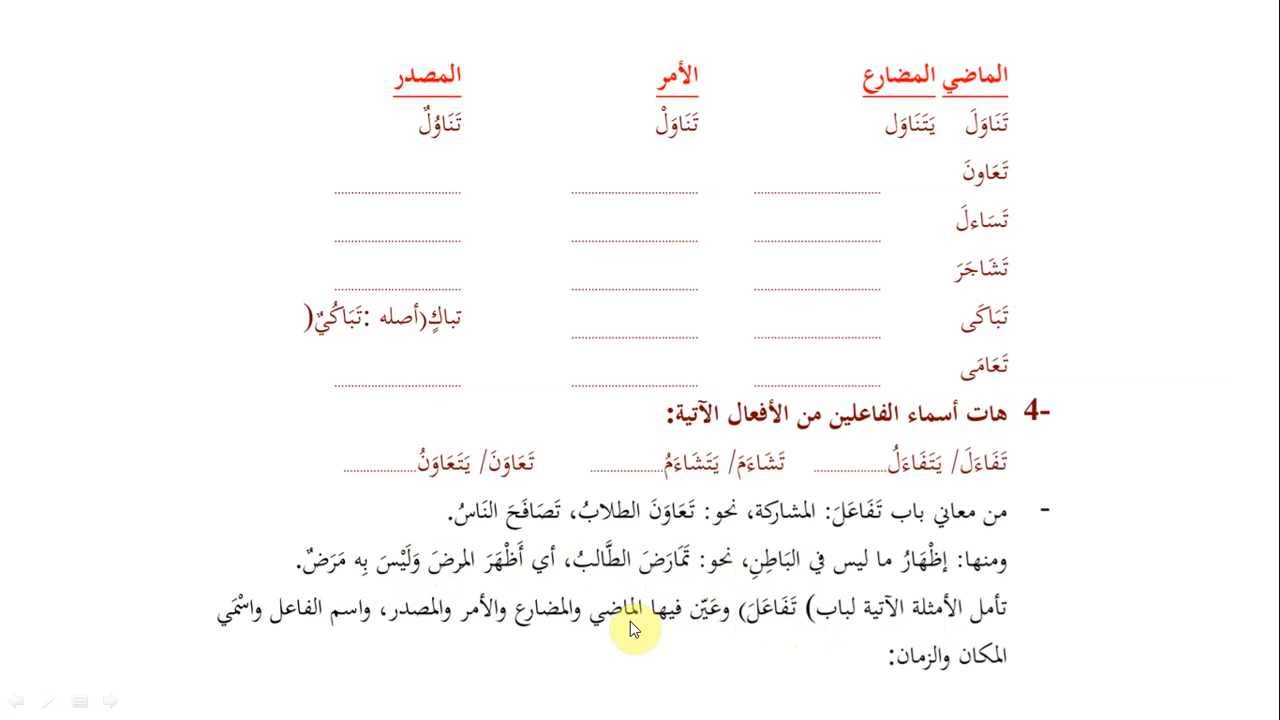 الماضي المضارع الأمر المصدر
تَنَاوَلَ يَتَنَاوَل تَنَاوَلْ تَنَاوُلٌ
تَعَاونَ ........ ........ ........
تَسَاءلَ ........ ........ ........
تَشَاجَرَ ........ ........ ........
تَبَاكَى ........ ........ تباكٍ(أصله :تَبَاكُيٌ(
تَعَامَى ........ ........ ........
4- هات أسماء الفاعلين من الأفعال الآتية:
تَفَاءَلَ/ يَتَفَاءَلُ........ تَشَاءَمَ/ يَتَشَاءَمُ........ تَعَاوَنَ/ يَتَعَاوَنُ........
- من معاني باب تَفَاعَلَ: المشاركة، نحو: تَعَاوَنَ الطلابُ، تَصَافَحَ النَاسُ.
ومنها: إظْهَارُ ما ليس في البَاطِنِ، نحو: تَمَارَضَ الطَّالبُ، أي أَظْهَرَ المرضَ وَلَيْسَ بِه مَرَضٌ.
تأمل الأمثلة الآتية لباب) تَفَاعَلَ) وعَيّن فيها الماضي والمضارع والأمر والمصدر، واسم الفاعل واسْمَي
المكان والزمان: